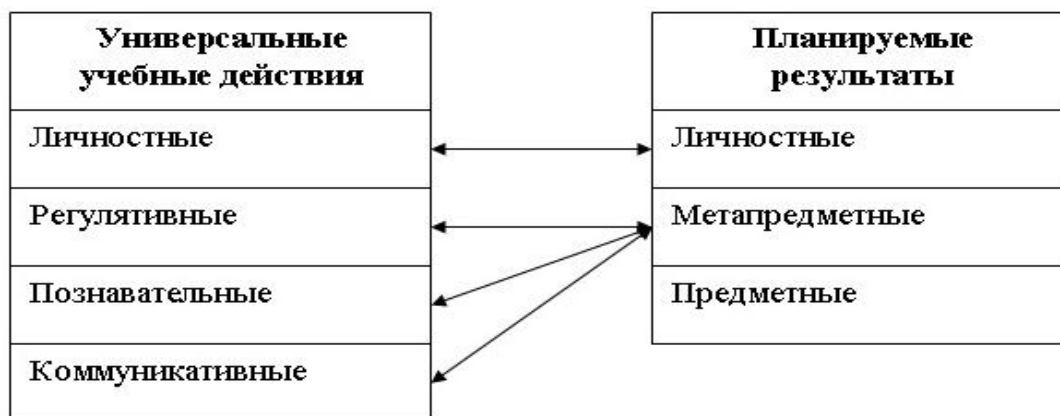 Универсальные
учебные действия
Личностные
Регулятивные
Познавательные
Коммуникативные
Планируемые
результаты
Личностные
Метапредметные
Предметные